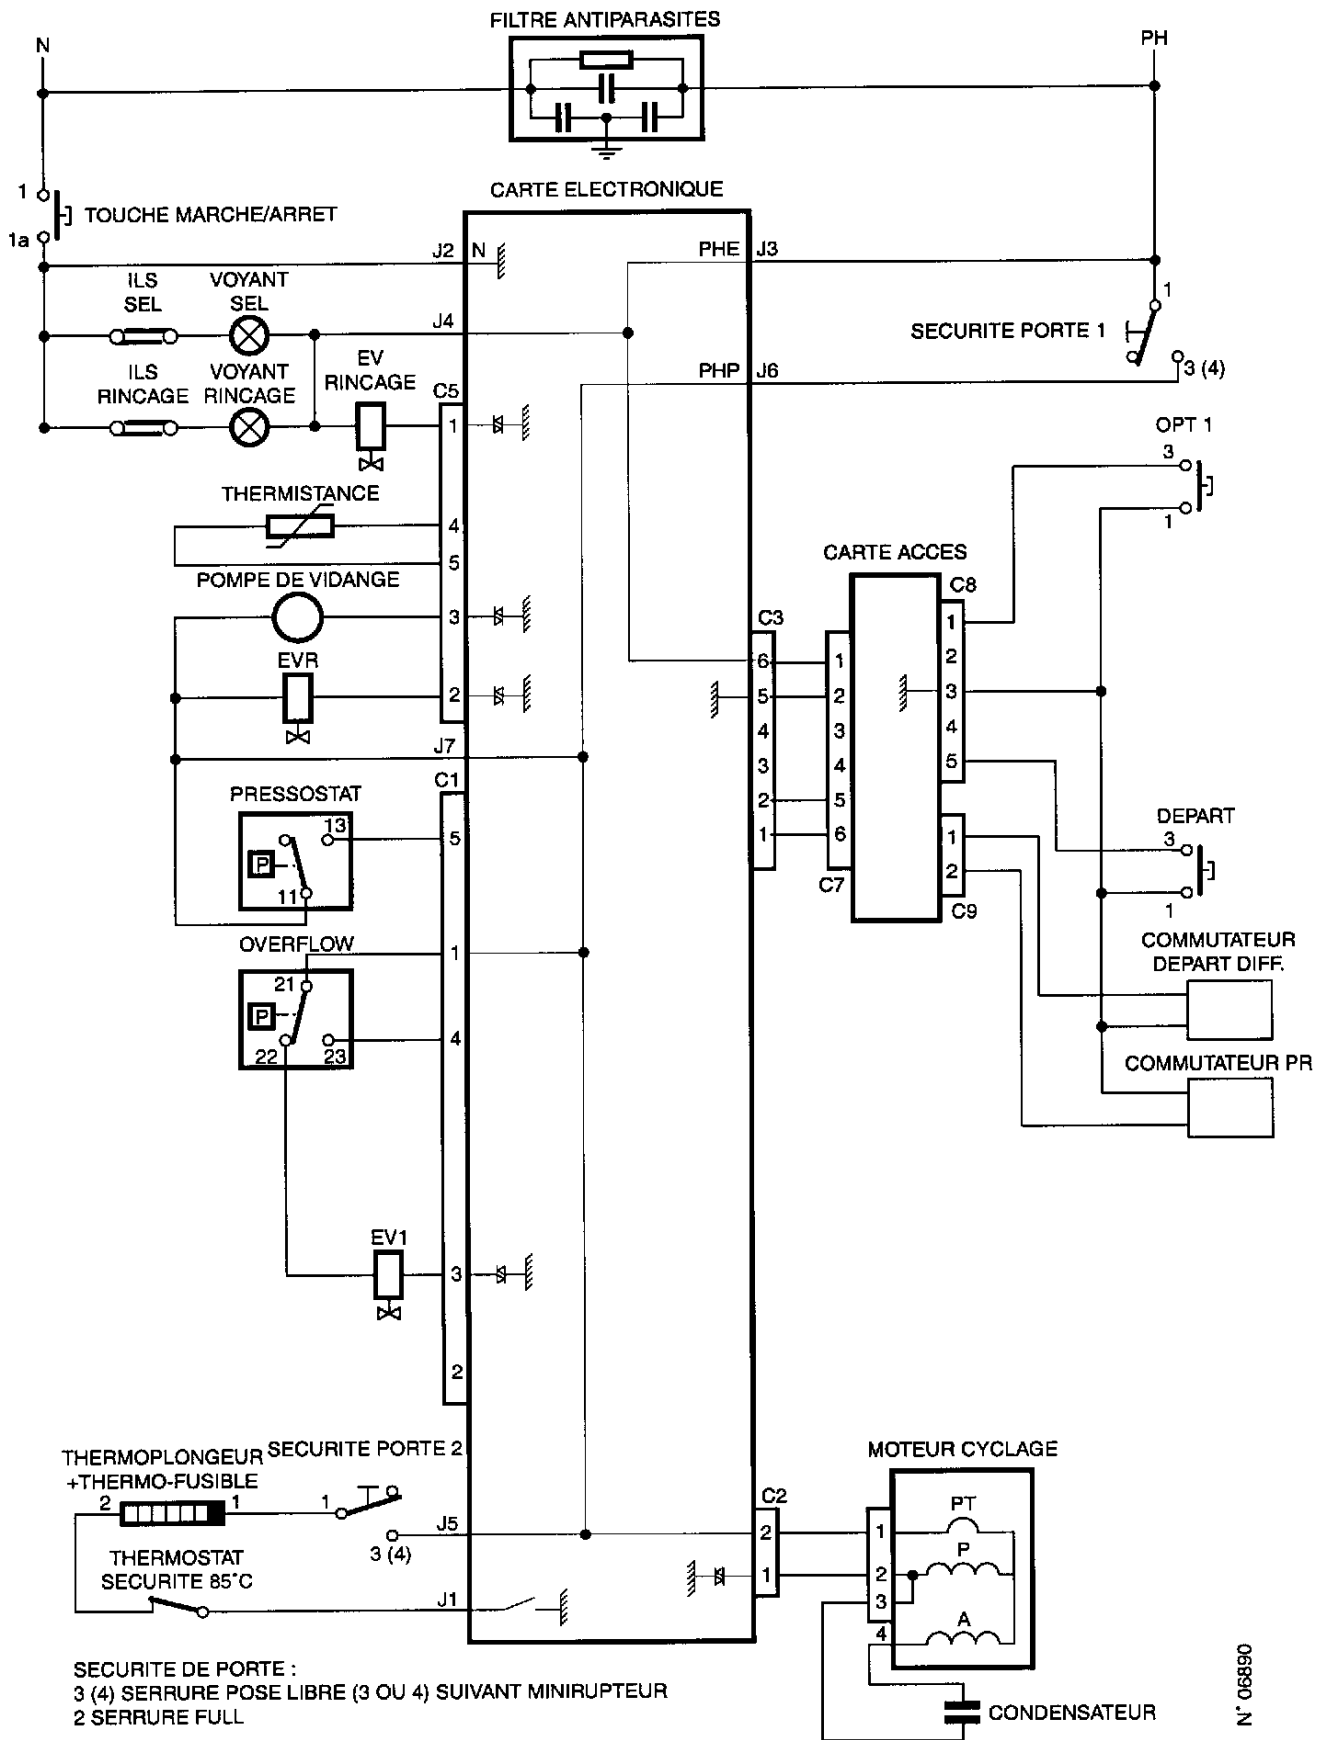 FILTRE ANTIPARASITES
N
PH
CARTE ELECTRONIQUE
1
TOUCHE MARCHE/ARRET
1a
J2
N
PHE
J3
ILS
SEL
VOYANT
SEL
J4
1
SECURITE PORTE 1
3 (4)
ILS
RINCAGE
VOYANT
RINCAGE
EV
RINCAGE
C5
PHP
J6
1
OPT 1
3
1
THERMISTANCE
4
5
POMPE DE VIDANGE
3
EVR
2
J7
CARTE ACCES
C8
1
2
3
4
5
C3
6
5
4
3
2
1
1
2
3
4
5
6
C7
1
2
C9
PRESSOSTAT
13
P
11
C1
5
DEPART
3
1
OVERFLOW
21
P
22
23
1
4
COMMUTATEUR
DEPART DIFF.
COMMUTATEUR PR
EV1
3
2
THERMOPLONGEUR
+THERMO-FUSIBLE
2
1
SECURITE PORTE 2
1
3 (4)
J5
THERMOSTAT
SECURITE 85°C
J1
MOTEUR CYCLAGE
C2
2
1
1
2
3
4
PT
P
A
CONDENSATEUR
SECURITE DE PORTE :
3 (4) SERRURE POSE LIBRE (3 OU 4) SUIVANT MINIRUPTEUR
2 SERRURE FULL
N° 06890